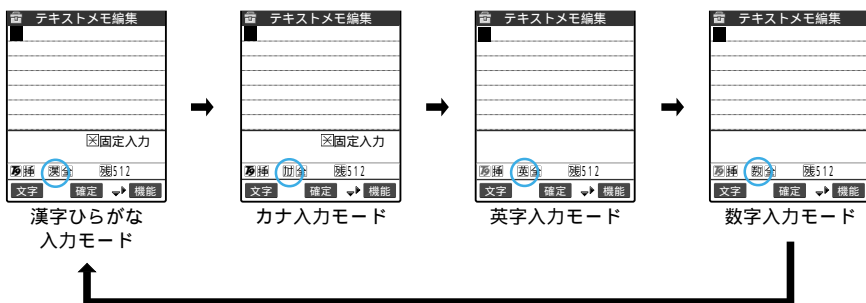 テキストメモ編集
⊠固定入力
漢全 残512
文字 確定 機能
漢字ひらがな
入力モード
テキストメモ編集
⊠固定入力
カナ全 残512
文字 確定 機能
カナ入力モード
テキストメモ編集
英全 残512
文字 確定 機能
英字入力モード
テキストメモ編集
数全 残512
文字 確定 機能
数字入力モード